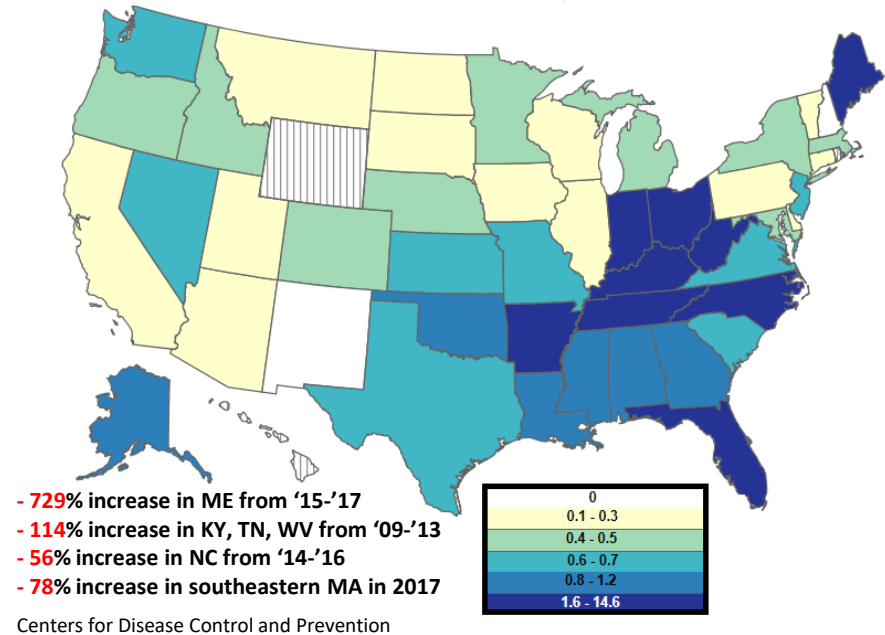 - 729% increase in ME from ‘15-’17
- 114% increase in KY, TN, WV from ‘09-’13
- 56% increase in NC from ‘14-’16
- 78% increase in southeastern MA in 2017
Centers for Disease Control and Prevention
0
0.1 - 0.3
0.4 - 0.5
0.6 - 0.7
0.8 - 1.2
1.6 - 14.6